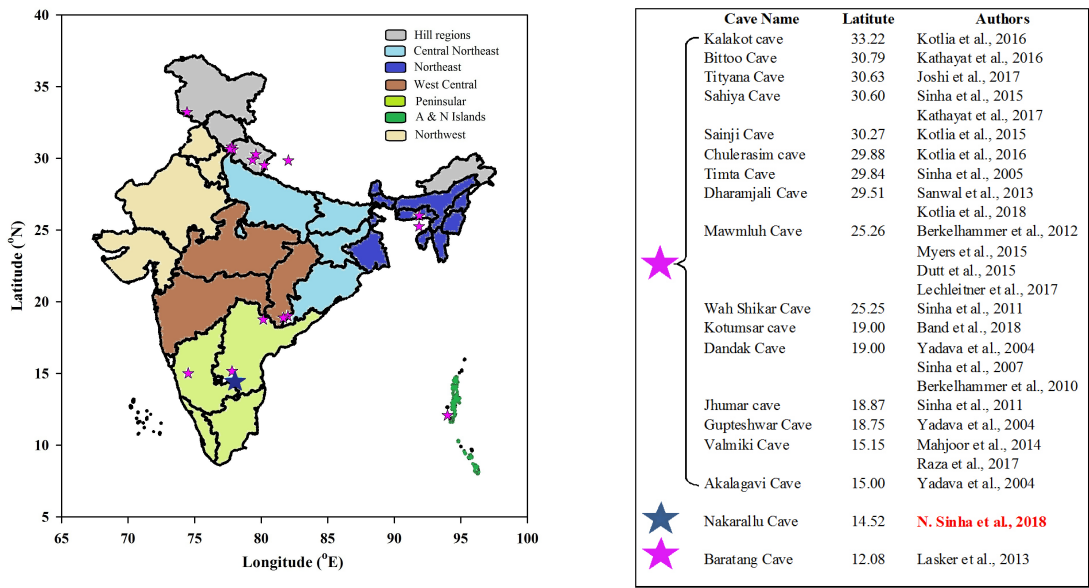 40
35
30
25
20
15
10
5
65
70
75
80
85
90
95
100
Latitude (°N)
Longitude (°E)
Hill regions
Central Northeast
Northeast
West Central
Peninsular
A & N Islands
Northwest
Cave Name Latitute Authors
Kalakot cave 33.22 Kotlia et al., 2016
Bittoo Cave 30.79 Kathayat et al., 2016
Tityana Cave 30.63 Joshi et al., 2017
Sahiya Cave 30.60 Sinha et al., 2015
Kathayat et al., 2017
Sainji Cave 30.27 Kotlia et al., 2015
Chulerasim cave 29.88 Kotlia et al., 2016
Timta Cave 29.84 Sinha et al., 2005
Dharamjali Cave 29.51 Sanwal et al., 2013
Kotlia et al., 2018
Mawmluh Cave 25.26 Berkelhammer et al., 2012
Myers et al., 2015
Dutt et al., 2015
Lechleitner et al., 2017
Wah Shikar Cave 25.25 Sinha et al., 2011
Kotumsar cave 19.00 Band et al., 2018
Dandak Cave 19.00 Yadava et al., 2004
Sinha et al., 2007
Berkelhammer et al., 2010
Jhumar cave 18.87 Sinha et al., 2011
Gupteshwar Cave 18.75 Yadava et al., 2004
Valmiki Cave 15.15 Mahjoor et al., 2014
Raza et al., 2017
Akalagavi Cave 15.00 Yadava et al., 2004
Nakarallu Cave 14.52 N. Sinha et al., 2018
Baratang Cave 12.08 Lasker et al., 2013